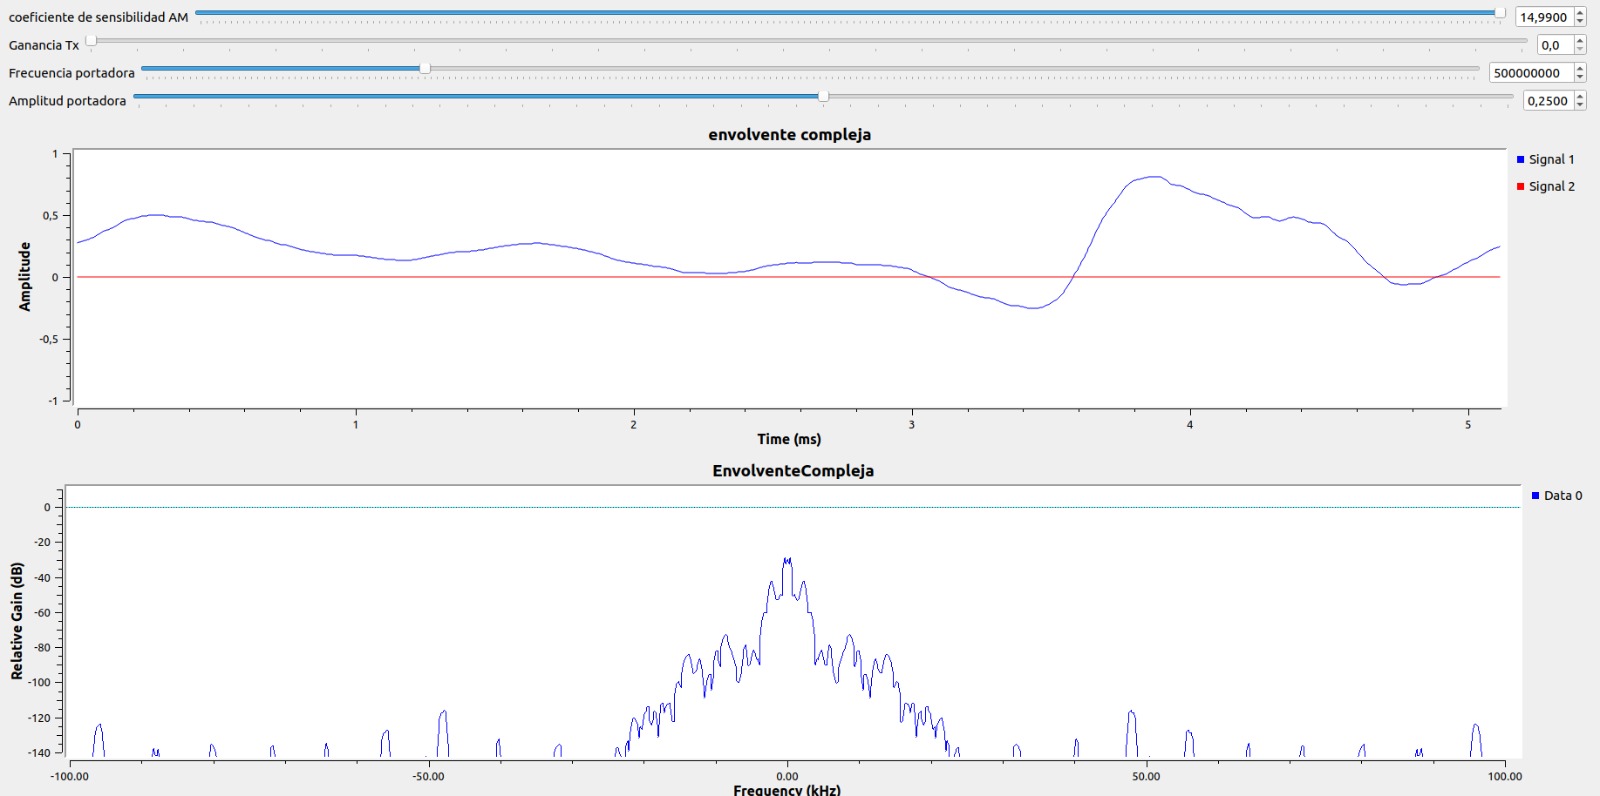 coeficiente de sensibilidad AM 14,9900
Ganancia Tx 0,0
Frecuencia portadora 500000000
Amplitud portadora 0,2500
envolvente compleja
1
0,5
0
-0,5
-1
Amplitude
0 1 2 3 4 5
Time (ms)
Signal 1
Signal 2
EnvolventeCompleja
0
-20
-40
-60
-80
-100
-120
-140
Relative Gain (dB)
-100.00 -50.00 0.00 50.00 100.00
Frequency (kHz)
Data 0